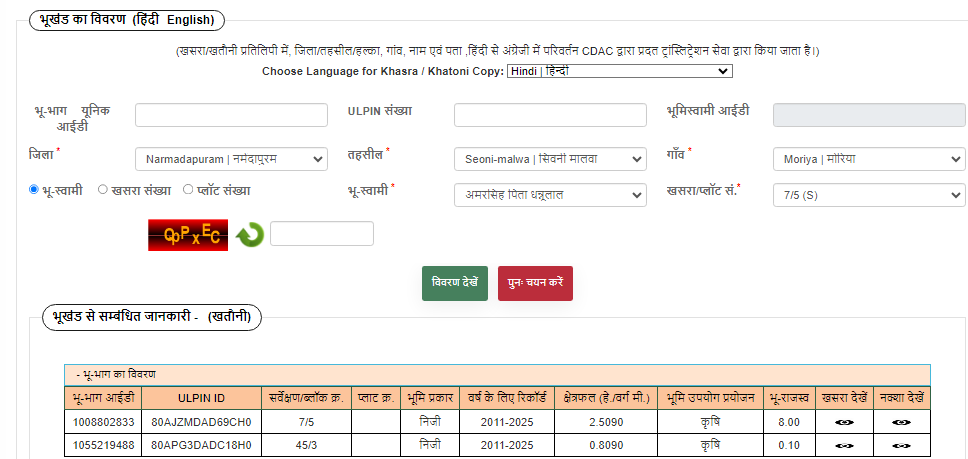 भूखंड का विवरण (हिंदी English)
(खसरा/खतौनी प्रतिलिपी में, जिला/तहसील/हल्का, गांव, नाम एवं पता ,हिंदी से अंग्रेजी में परिवर्तन CDAC द्वारा प्रदत ट्रांस्लिट्रेशन सेवा द्वारा किया जाता है।)
Choose Language for Khasra / Khatoni Copy: Hindi | हिन्दी
भू-भाग यूनिक आईडी ULPIN संख्या भूमिस्वामी आईडी
जिला * Narmadapuram | नर्मदापुरम तहसील * Seoni-malwa | सिवनी मालवा गाँव * Moriya | मोरिया
भू-स्वामी खसरा संख्या प्लॉट संख्या भू-स्वामी * अमरसिह पिता धन्नूलाल खसरा/प्लॉट सं.* 7/5 (S)
QpPxEC
विवरण देखें पुनः चयन करें
भूखंड से सम्बंधित जानकारी - (खतौनी)
- भू-भाग का विवरण
भू-भाग आईडी ULPIN ID सर्वेक्षण/ब्लॉक क्र. प्लाट क्र. भूमि प्रकार वर्ष के लिए रिकॉर्ड क्षेत्रफल (हे./वर्ग मी.) भूमि उपयोग प्रयोजन भू-राजस्व खसरा देखें नक्शा देखें
1008802833 80AJZMDAD69CH0 7/5 निजी 2011-2025 2.5090 कृषि 8.00
1055219488 80APG3DADC18H0 45/3 निजी 2011-2025 0.8090 कृषि 0.10